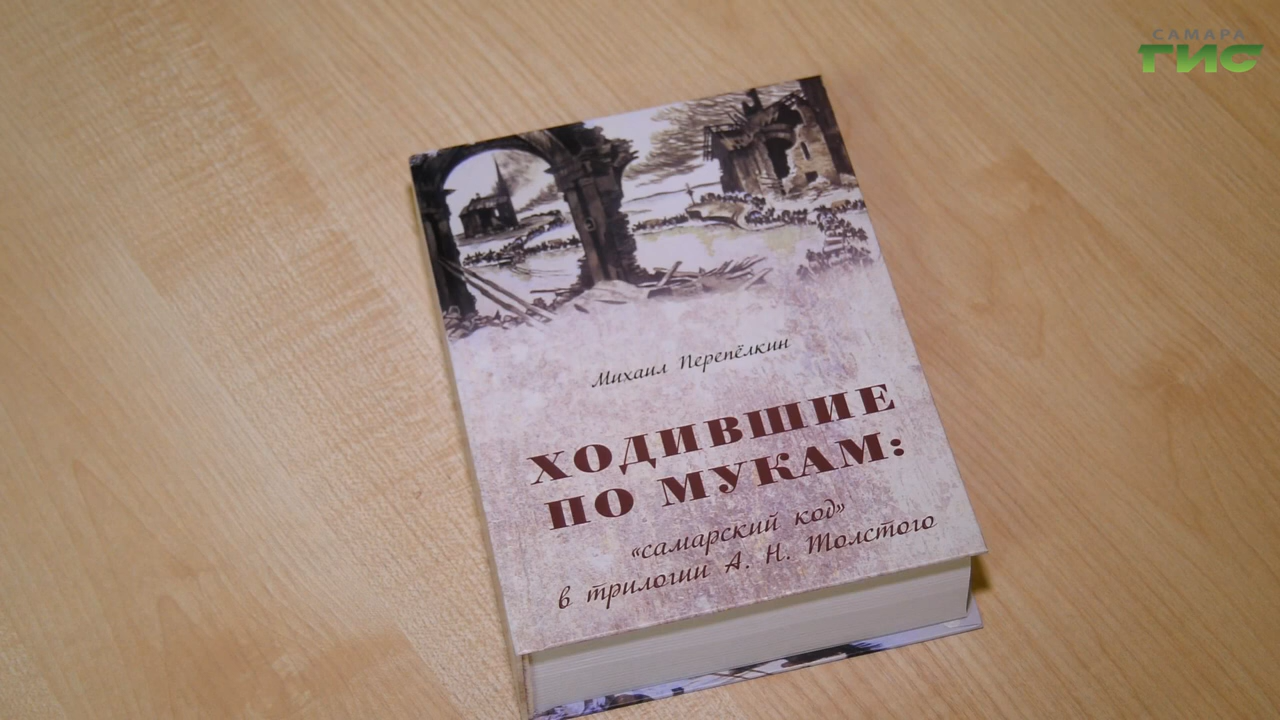 САМАРА
ГИС
Михаил Перепёлкин
ХОДИВШИЕ
ПО МУКАМ:
«самарский код»
в трилогии А. Н. Толстого